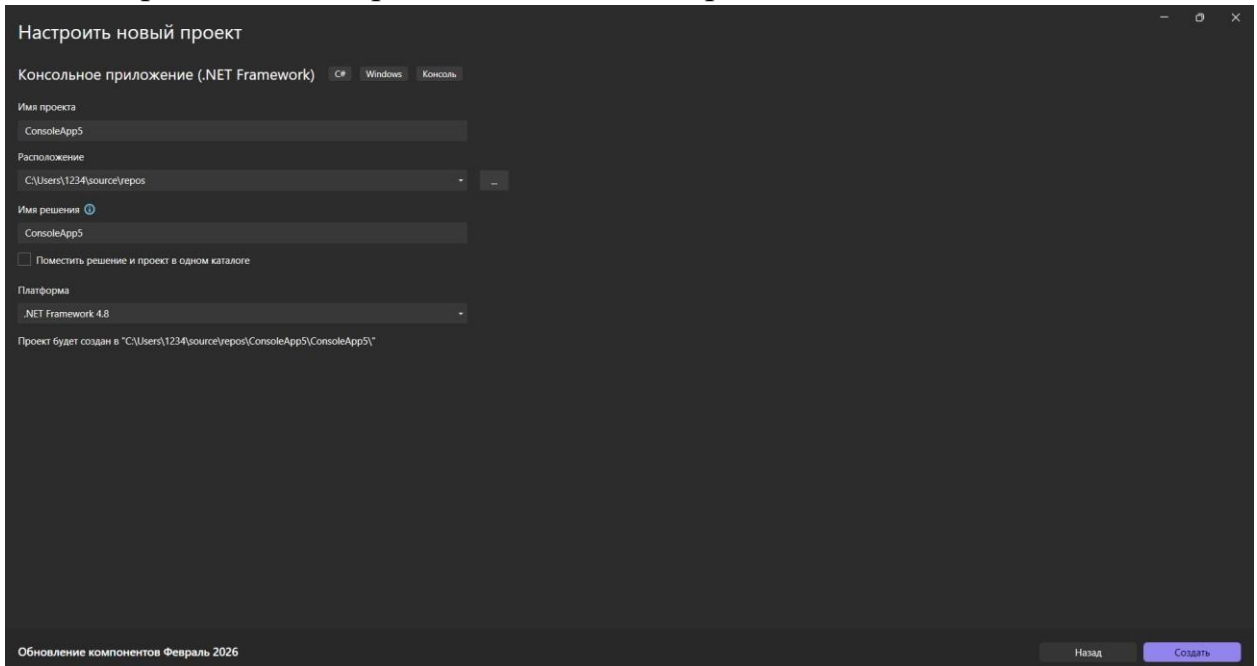 Настроить новый проект
Консольное приложение (.NET Framework) C# Windows Консоль
Имя проекта
ConsoleApp5
Расположение
C:\Users\1234\source\repos
...
Имя решения
ConsoleApp5
Поместить решение и проект в одном каталоге
Платформа
.NET Framework 4.8
Проект будет создан в "C:\Users\1234\source\repos\ConsoleApp5\ConsoleApp5\"
Обновление компонентов Февраль 2026
Назад Создать